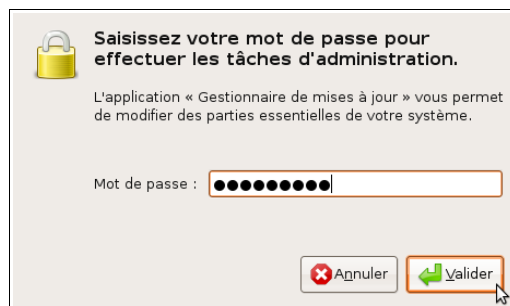 Saisissez votre mot de passe pour
effectuer les tâches d'administration.
L'application « Gestionnaire de mises à jour » vous permet
de modifier des parties essentielles de votre système.
Mot de passe : ●●●●●●●●●
Annuler
Valider